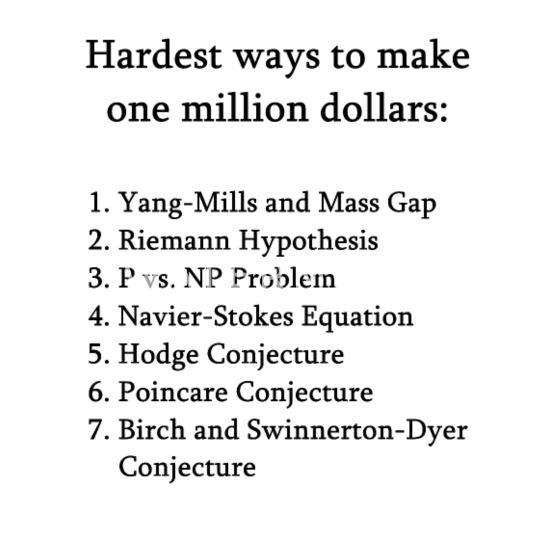 Hardest ways to make
one million dollars:
1. Yang-Mills and Mass Gap
2. Riemann Hypothesis
3. P vs. NP Problem
4. Navier-Stokes Equation
5. Hodge Conjecture
6. Poincare Conjecture
7. Birch and Swinnerton-Dyer
Conjecture